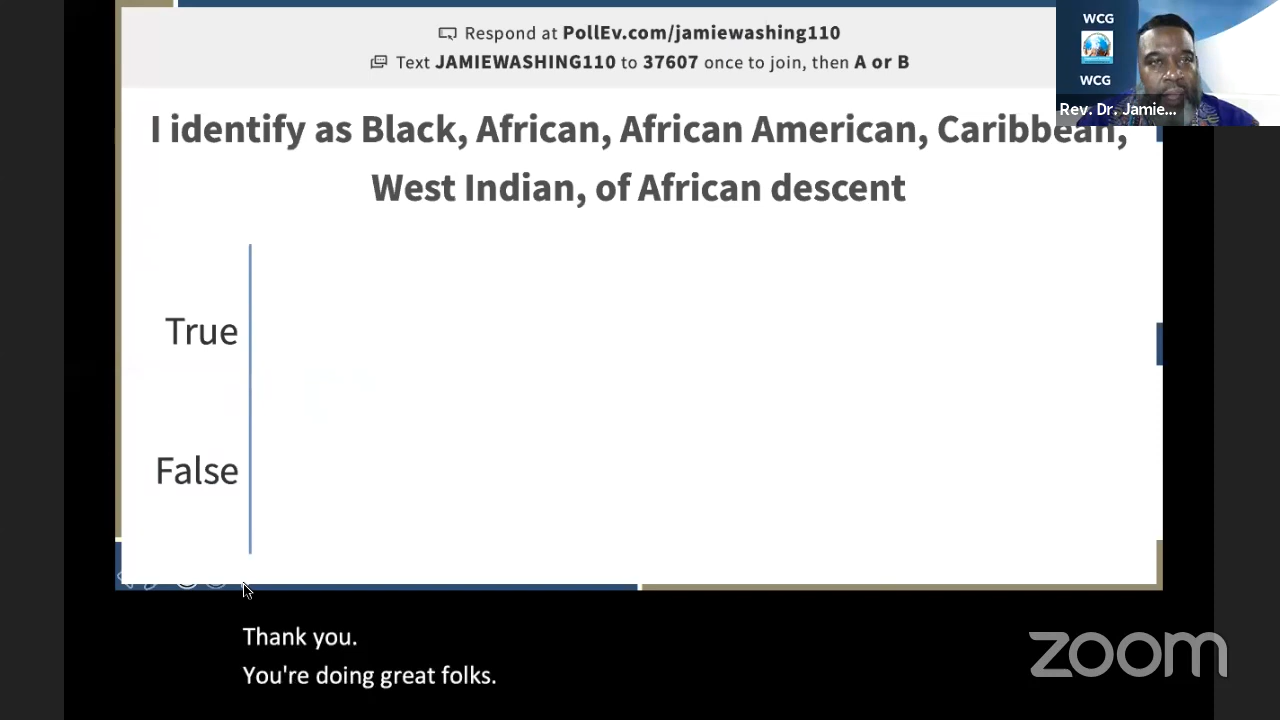 Respond at PollEv.com/jamiewashing110
Text JAMIEWASHING110 to 37607 once to join, then A or B
WCG
WCG
Rev. Dr. Jamie...
I identify as Black, African, African American, Caribbean,
West Indian, of African descent
True
False
Thank you.
You're doing great folks.
zoom